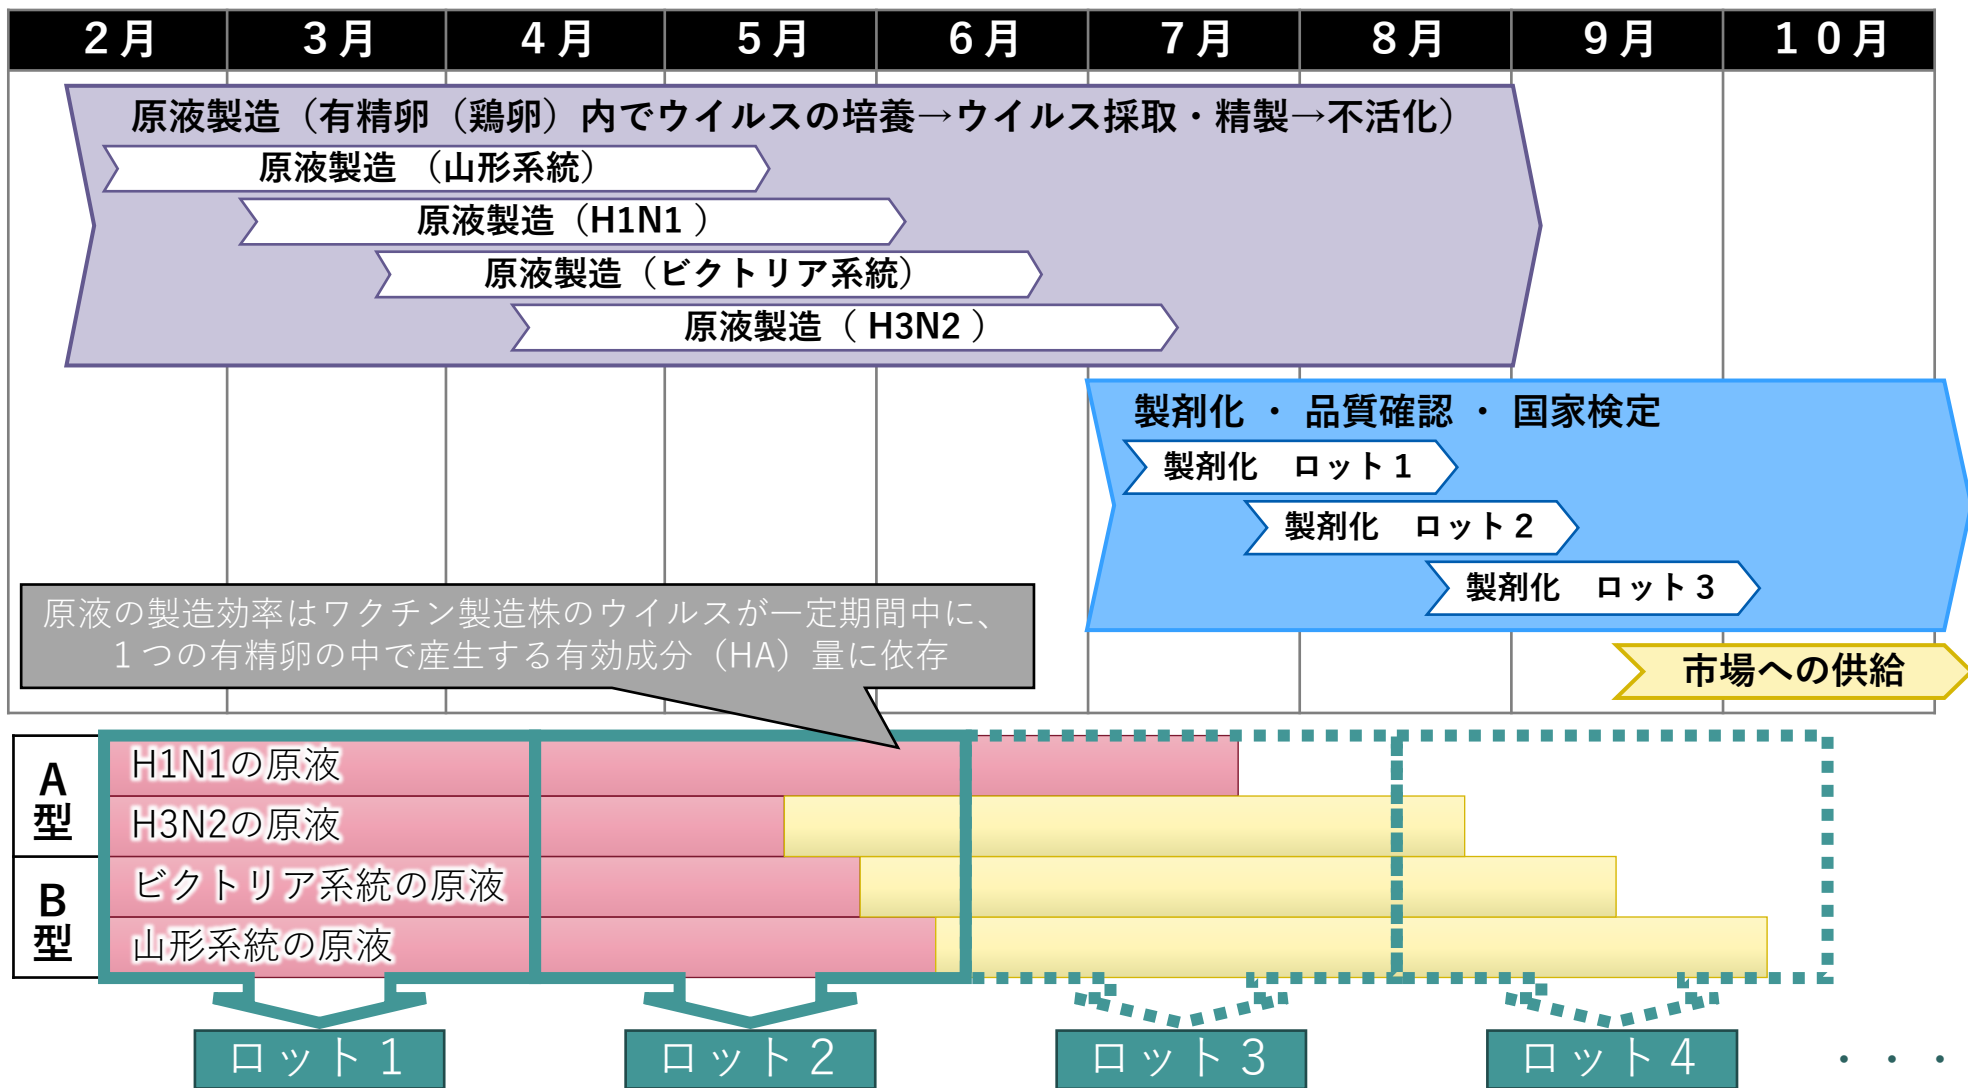 2月 3月 4月 5月 6月 7月 8月 9月 10月
原液製造（有精卵（鶏卵）内でウイルスの培養→ウイルス採取・精製→不活化）
原液製造 （山形系統）
原液製造（H1N1 ）
原液製造（ビクトリア系統）
原液製造（ H3N2 ）
製剤化 ・ 品質確認 ・ 国家検定
製剤化 ロット1
製剤化 ロット2
製剤化 ロット3
市場への供給
原液の製造効率はワクチン製造株のウイルスが一定期間中に、
1つの有精卵の中で産生する有効成分（HA）量に依存
A型
H1N1の原液
H3N2の原液
B型
ビクトリア系統の原液
山形系統の原液
ロット1 ロット2 ロット3 ロット4 ・・・